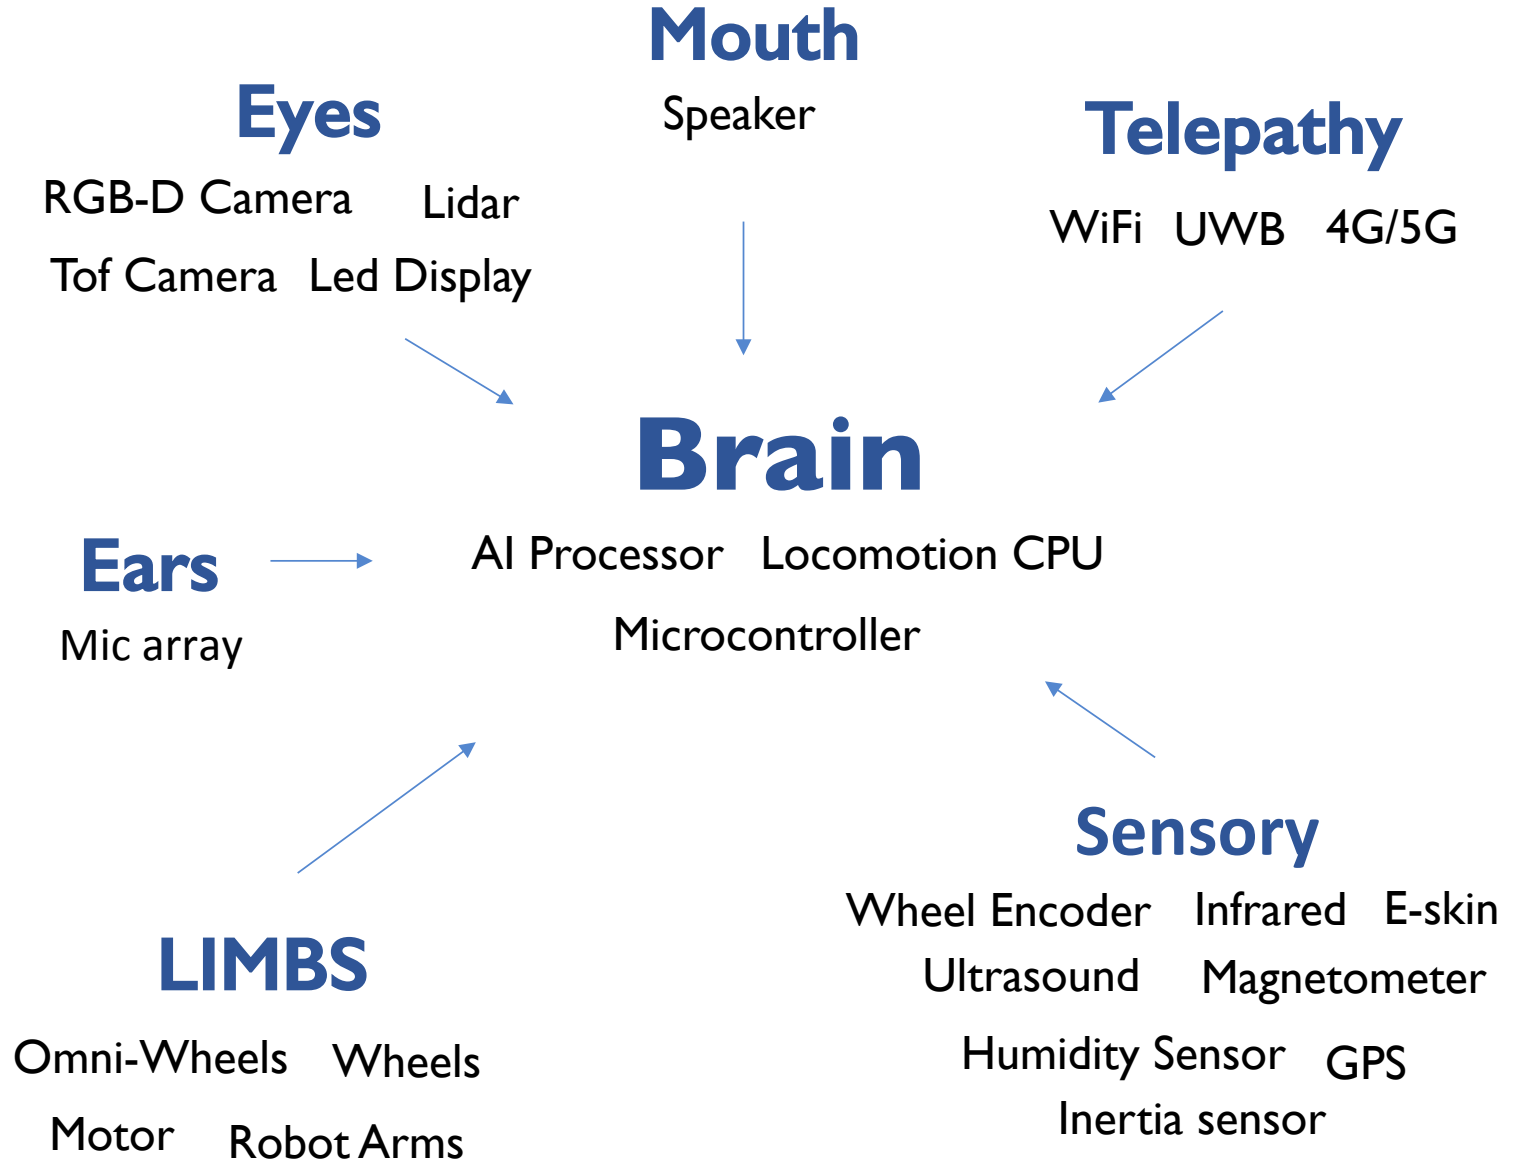 Mouth
Speaker
Eyes
RGB-D Camera Lidar
Tof Camera Led Display
Telepathy
WiFi UWB 4G/5G
Brain
AI Processor Locomotion CPU
Microcontroller
Ears
Mic array
LIMBS
Omni-Wheels Wheels
Motor Robot Arms
Sensory
Wheel Encoder Infrared E-skin
Ultrasound Magnetometer
Humidity Sensor GPS
Inertia sensor